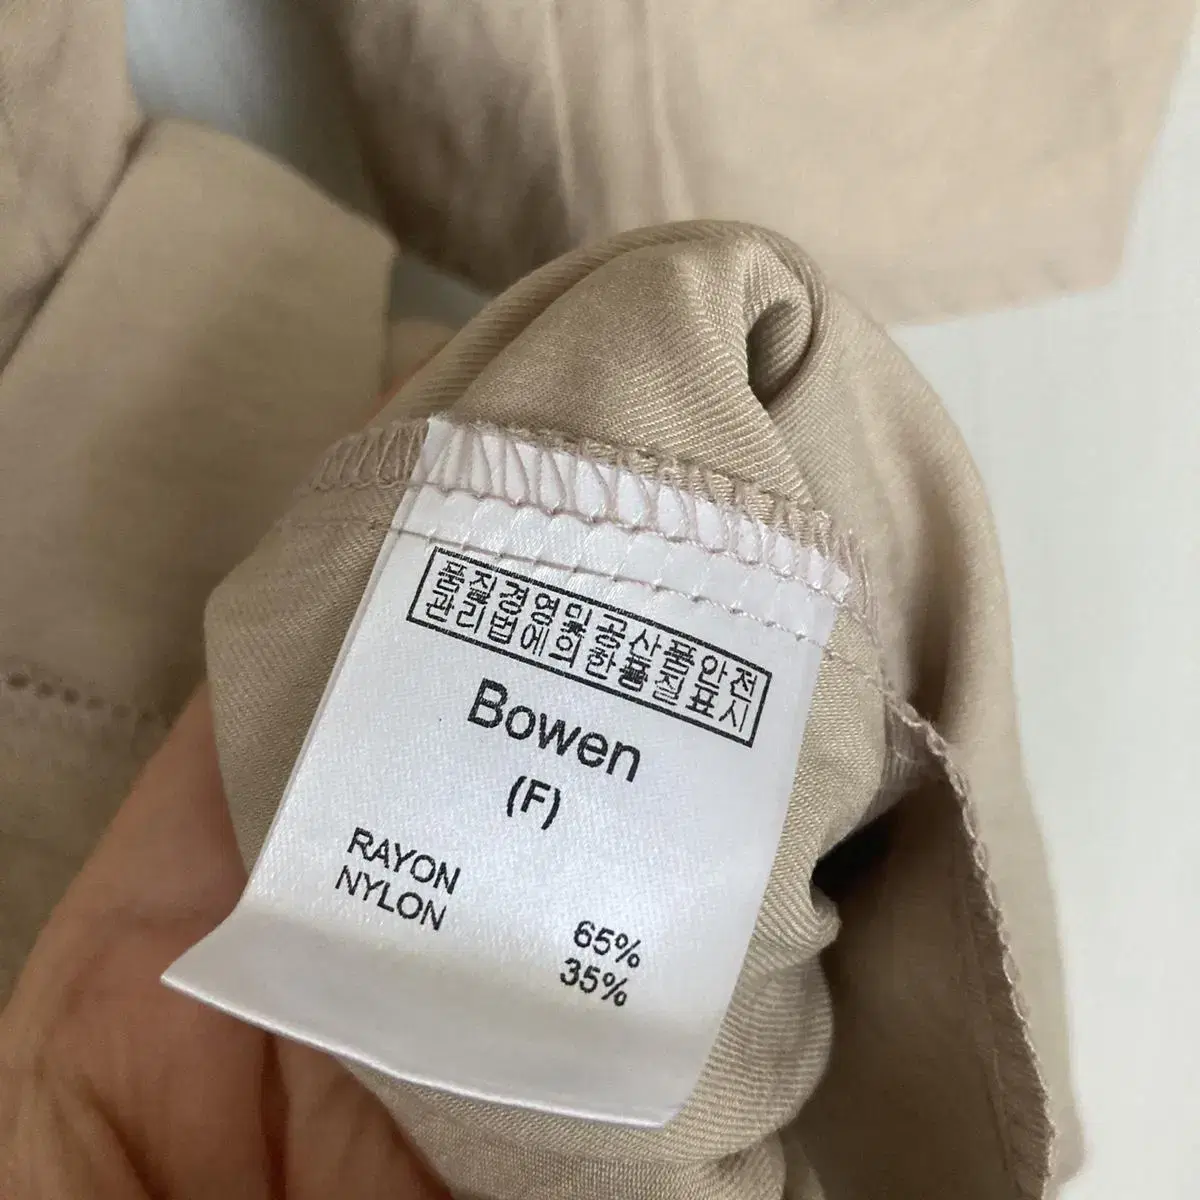 품질경영및공산품안전
관리법에의한품질표시
Bowen
(F)
RAYON 65%
NYLON 35%